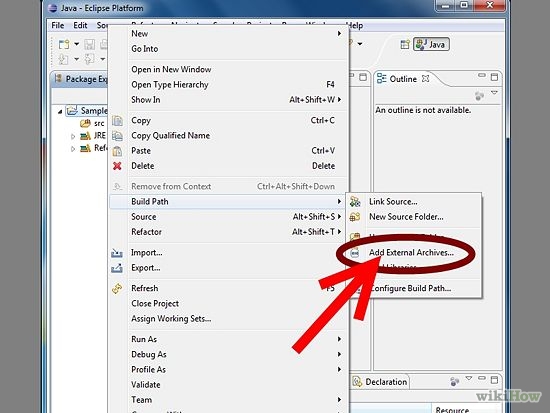 Java - Eclipse Platform
File Edit
New
Go Into
Open in New Window
Open Type Hierarchy F4
Show In Alt+Shift+W
Copy Ctrl+C
Copy Qualified Name
Paste Ctrl+V
Delete Delete
Remove from Context Ctrl+Alt+Shift+Down
Build Path
Source Alt+Shift+S
Refactor Alt+Shift+T
Import...
Export...
Refresh F5
Close Project
Assign Working Sets...
Run As
Debug As
Profile As
Validate
Team
Link Source...
New Source Folder...
Add External Archives...
Configure Build Path...
Java
Package Exp
Sample
src
JRE
Refe
Outline
An outline is not available.
Declaration
Resource
wikiHow